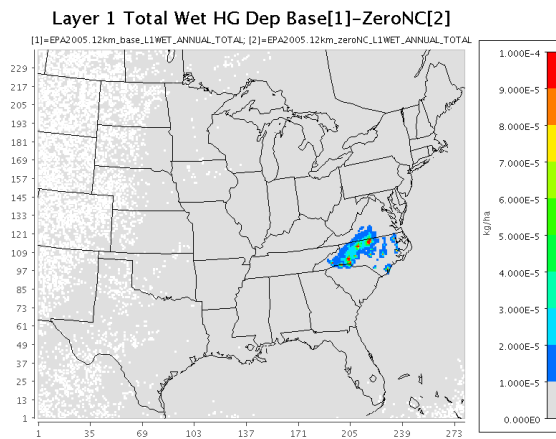 Layer 1 Total Wet HG Dep Base[1]-ZeroNC[2]
[1]=EPA2005.12km_base_L1WET_ANNUAL_TOTAL; [2]=EPA2005.12km_zeroNC_L1WET_ANNUAL_TOTAL
229
217
205
193
181
169
157
145
133
121
109
97
85
73
61
49
37
25
13
1
1 35 69 103 137 171 205 239 273
1.000E-4
9.000E-5
8.000E-5
7.000E-5
6.000E-5
5.000E-5
4.000E-5
3.000E-5
2.000E-5
1.000E-5
0.000E0
kg/ha